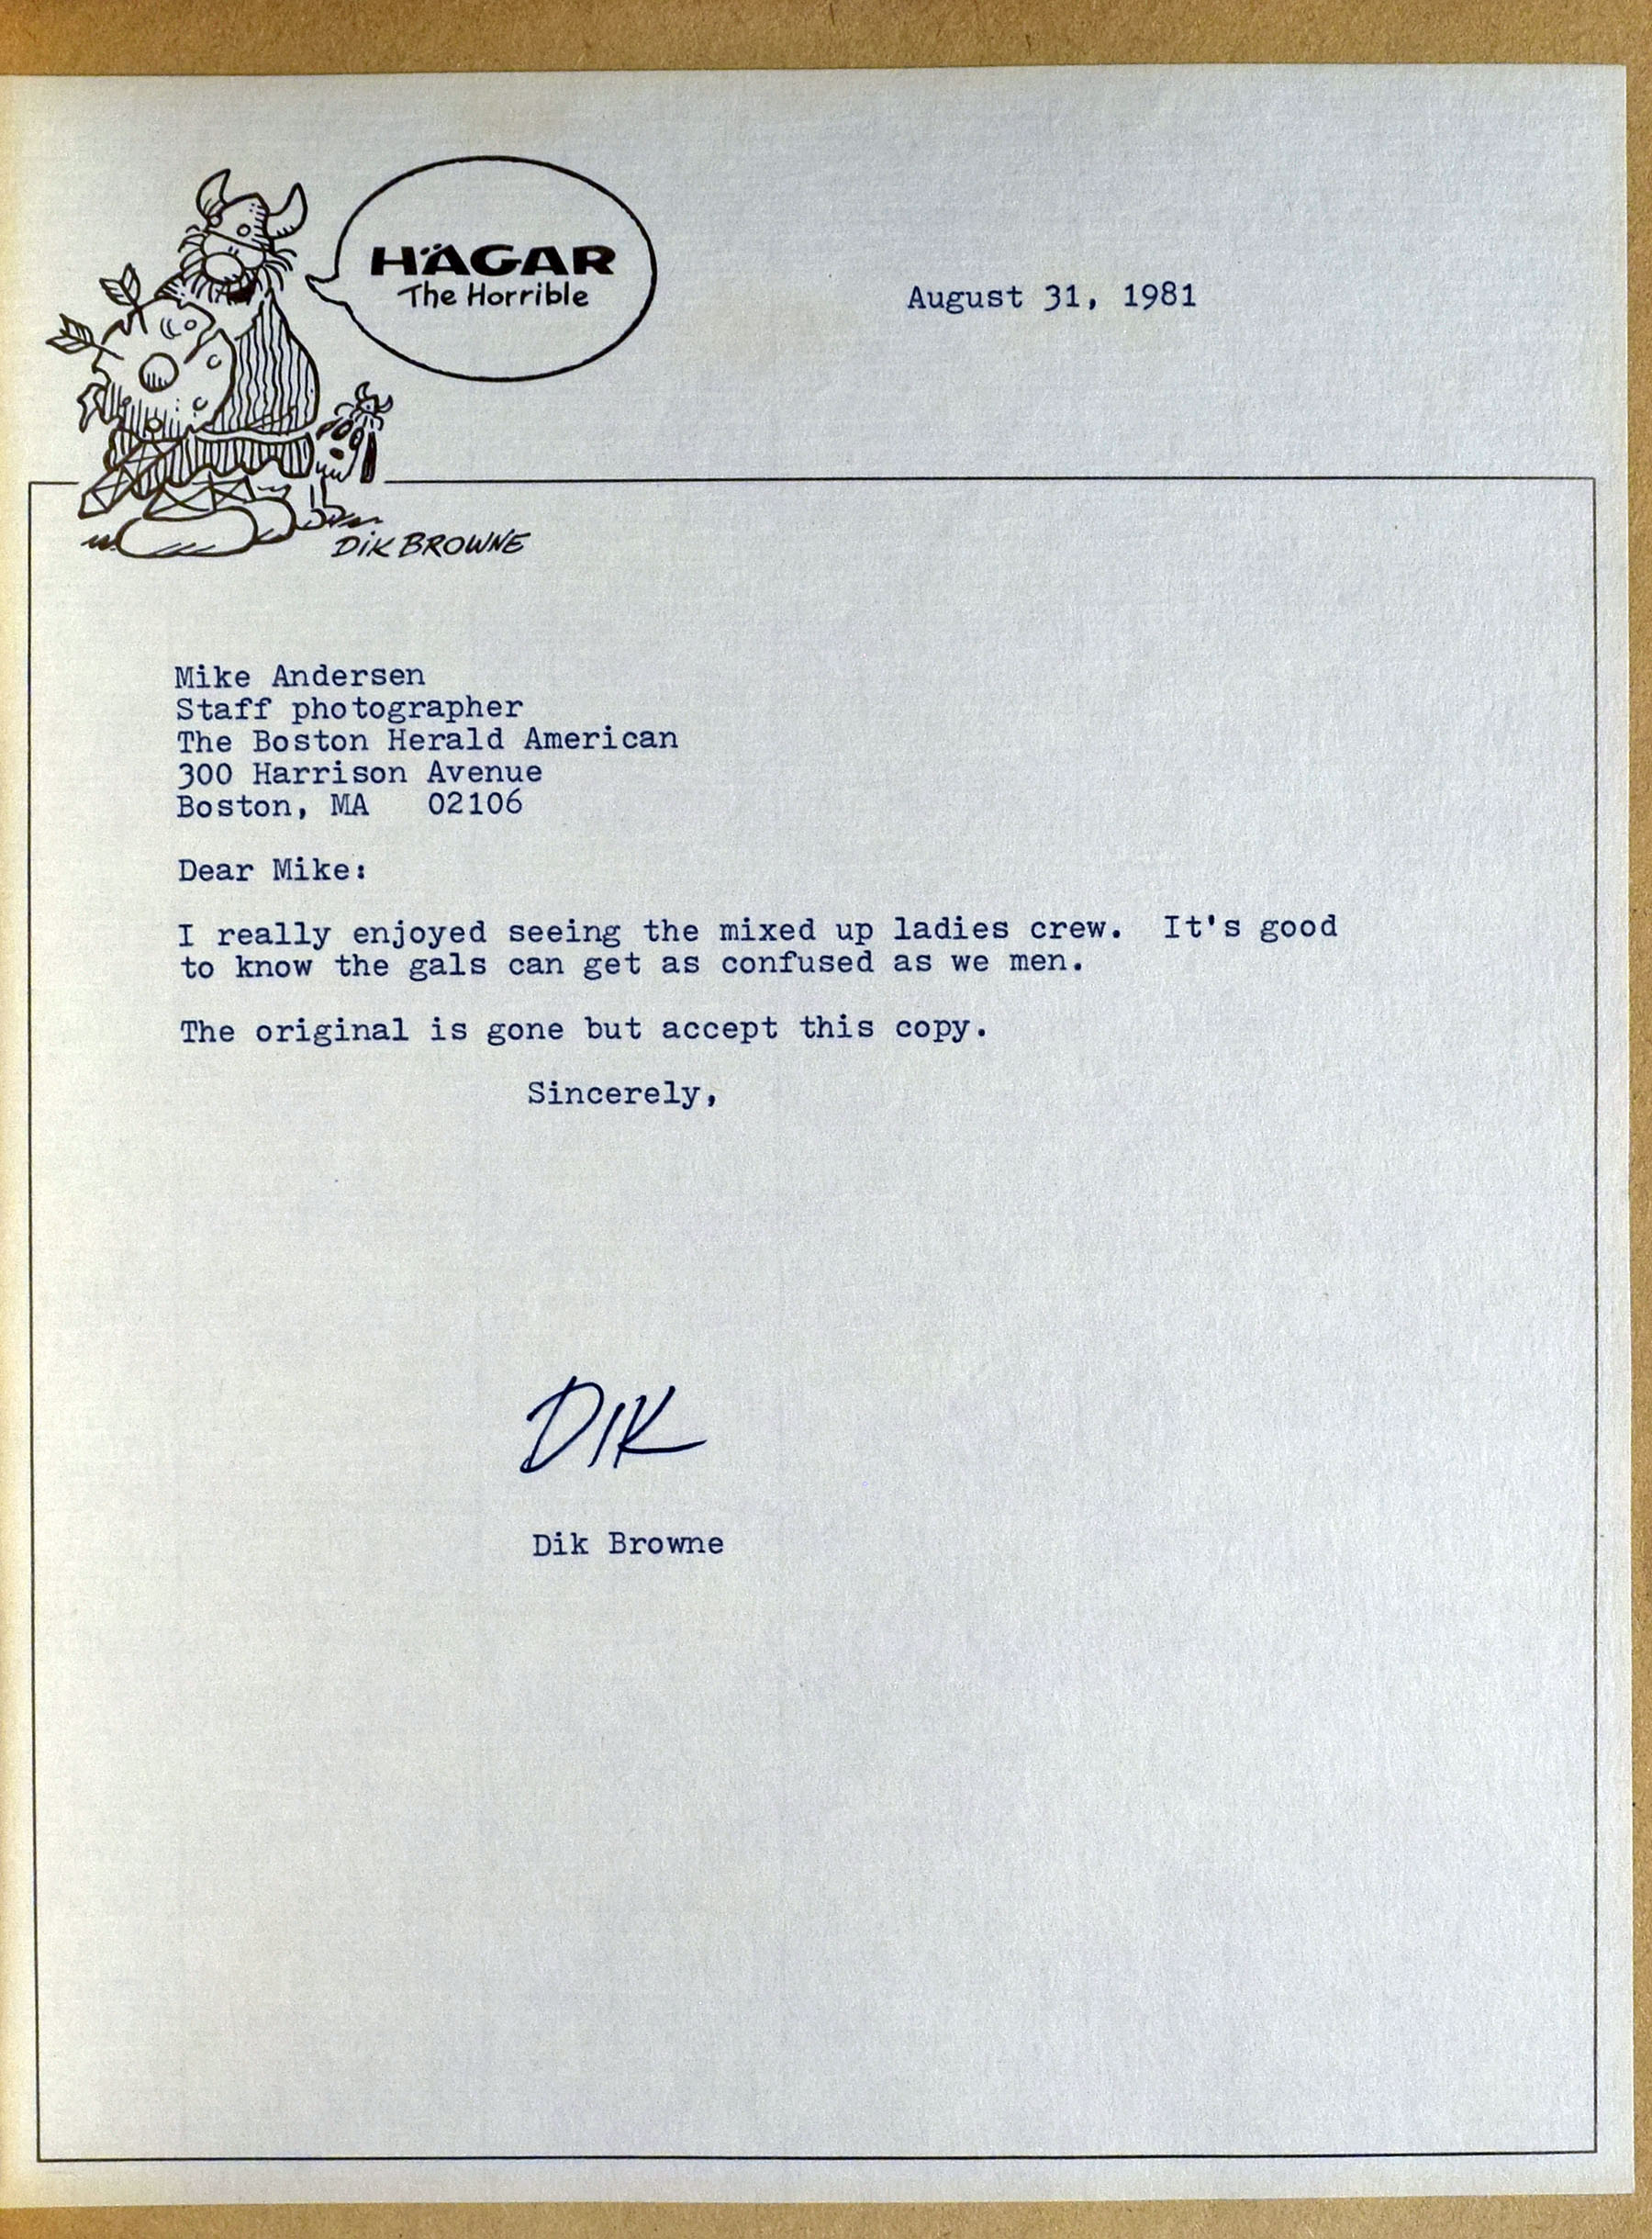 HÄGAR
The Horrible
August 31, 1981
DiK BROWNE
Mike Andersen
Staff photographer
The Boston Herald American
300 Harrison Avenue
Boston, MA   02106
Dear Mike:
I really enjoyed seeing the mixed up ladies crew.  It's good
to know the gals can get as confused as we men.
The original is gone but accept this copy.
Sincerely,
DIK
Dik Browne